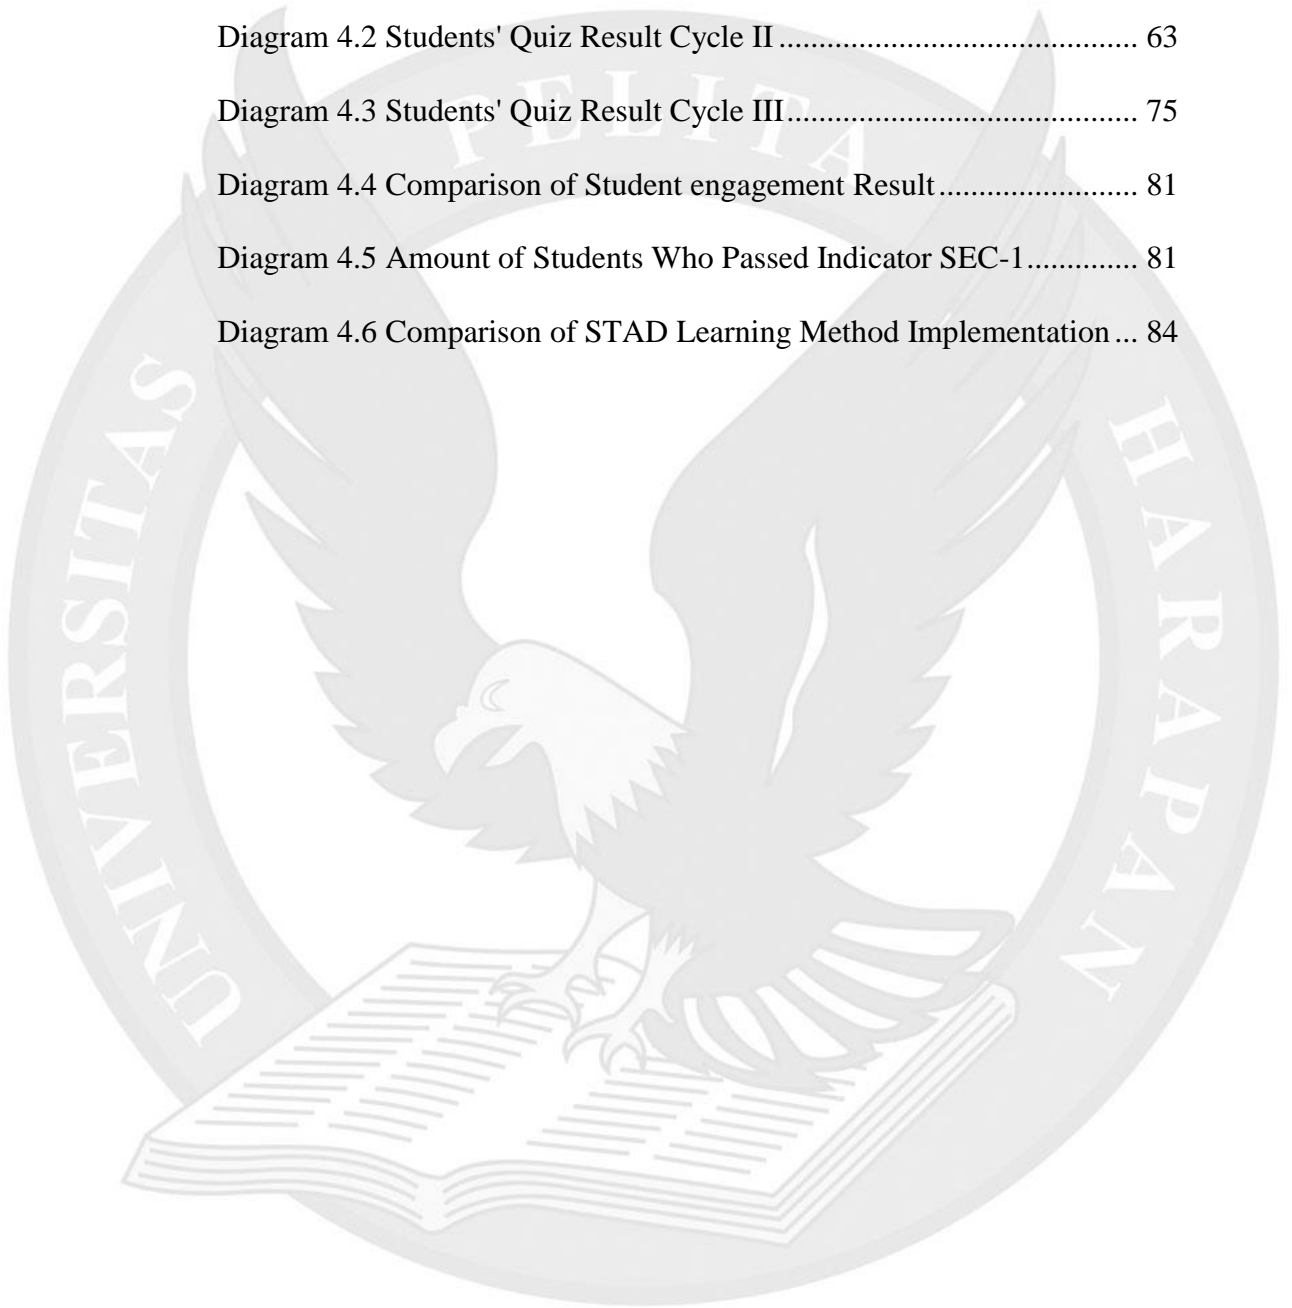 Diagram 4.2 Students' Quiz Result Cycle II ............................................. 63
Diagram 4.3 Students' Quiz Result Cycle III............................................ 75
Diagram 4.4 Comparison of Student engagement Result ......................... 81
Diagram 4.5 Amount of Students Who Passed Indicator SEC-1.............. 81
Diagram 4.6 Comparison of STAD Learning Method Implementation ... 84
UNIVERSITAS PELITA HARAPAN